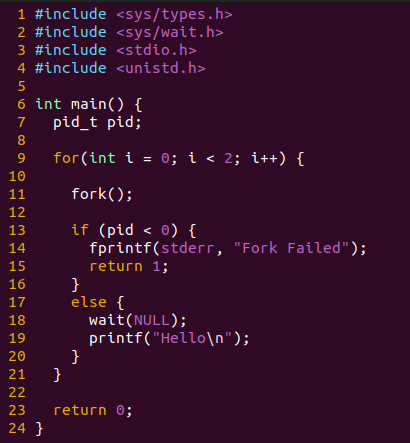 1 #include <sys/types.h>
2 #include <sys/wait.h>
3 #include <stdio.h>
4 #include <unistd.h>
5
6 int main() {
7   pid_t pid;
8
9   for(int i = 0; i < 2; i++) {
10
11     fork();
12
13     if (pid < 0) {
14       fprintf(stderr, "Fork Failed");
15       return 1;
16     }
17     else {
18       wait(NULL);
19       printf("Hello\n");
20     }
21   }
22
23   return 0;
24 }